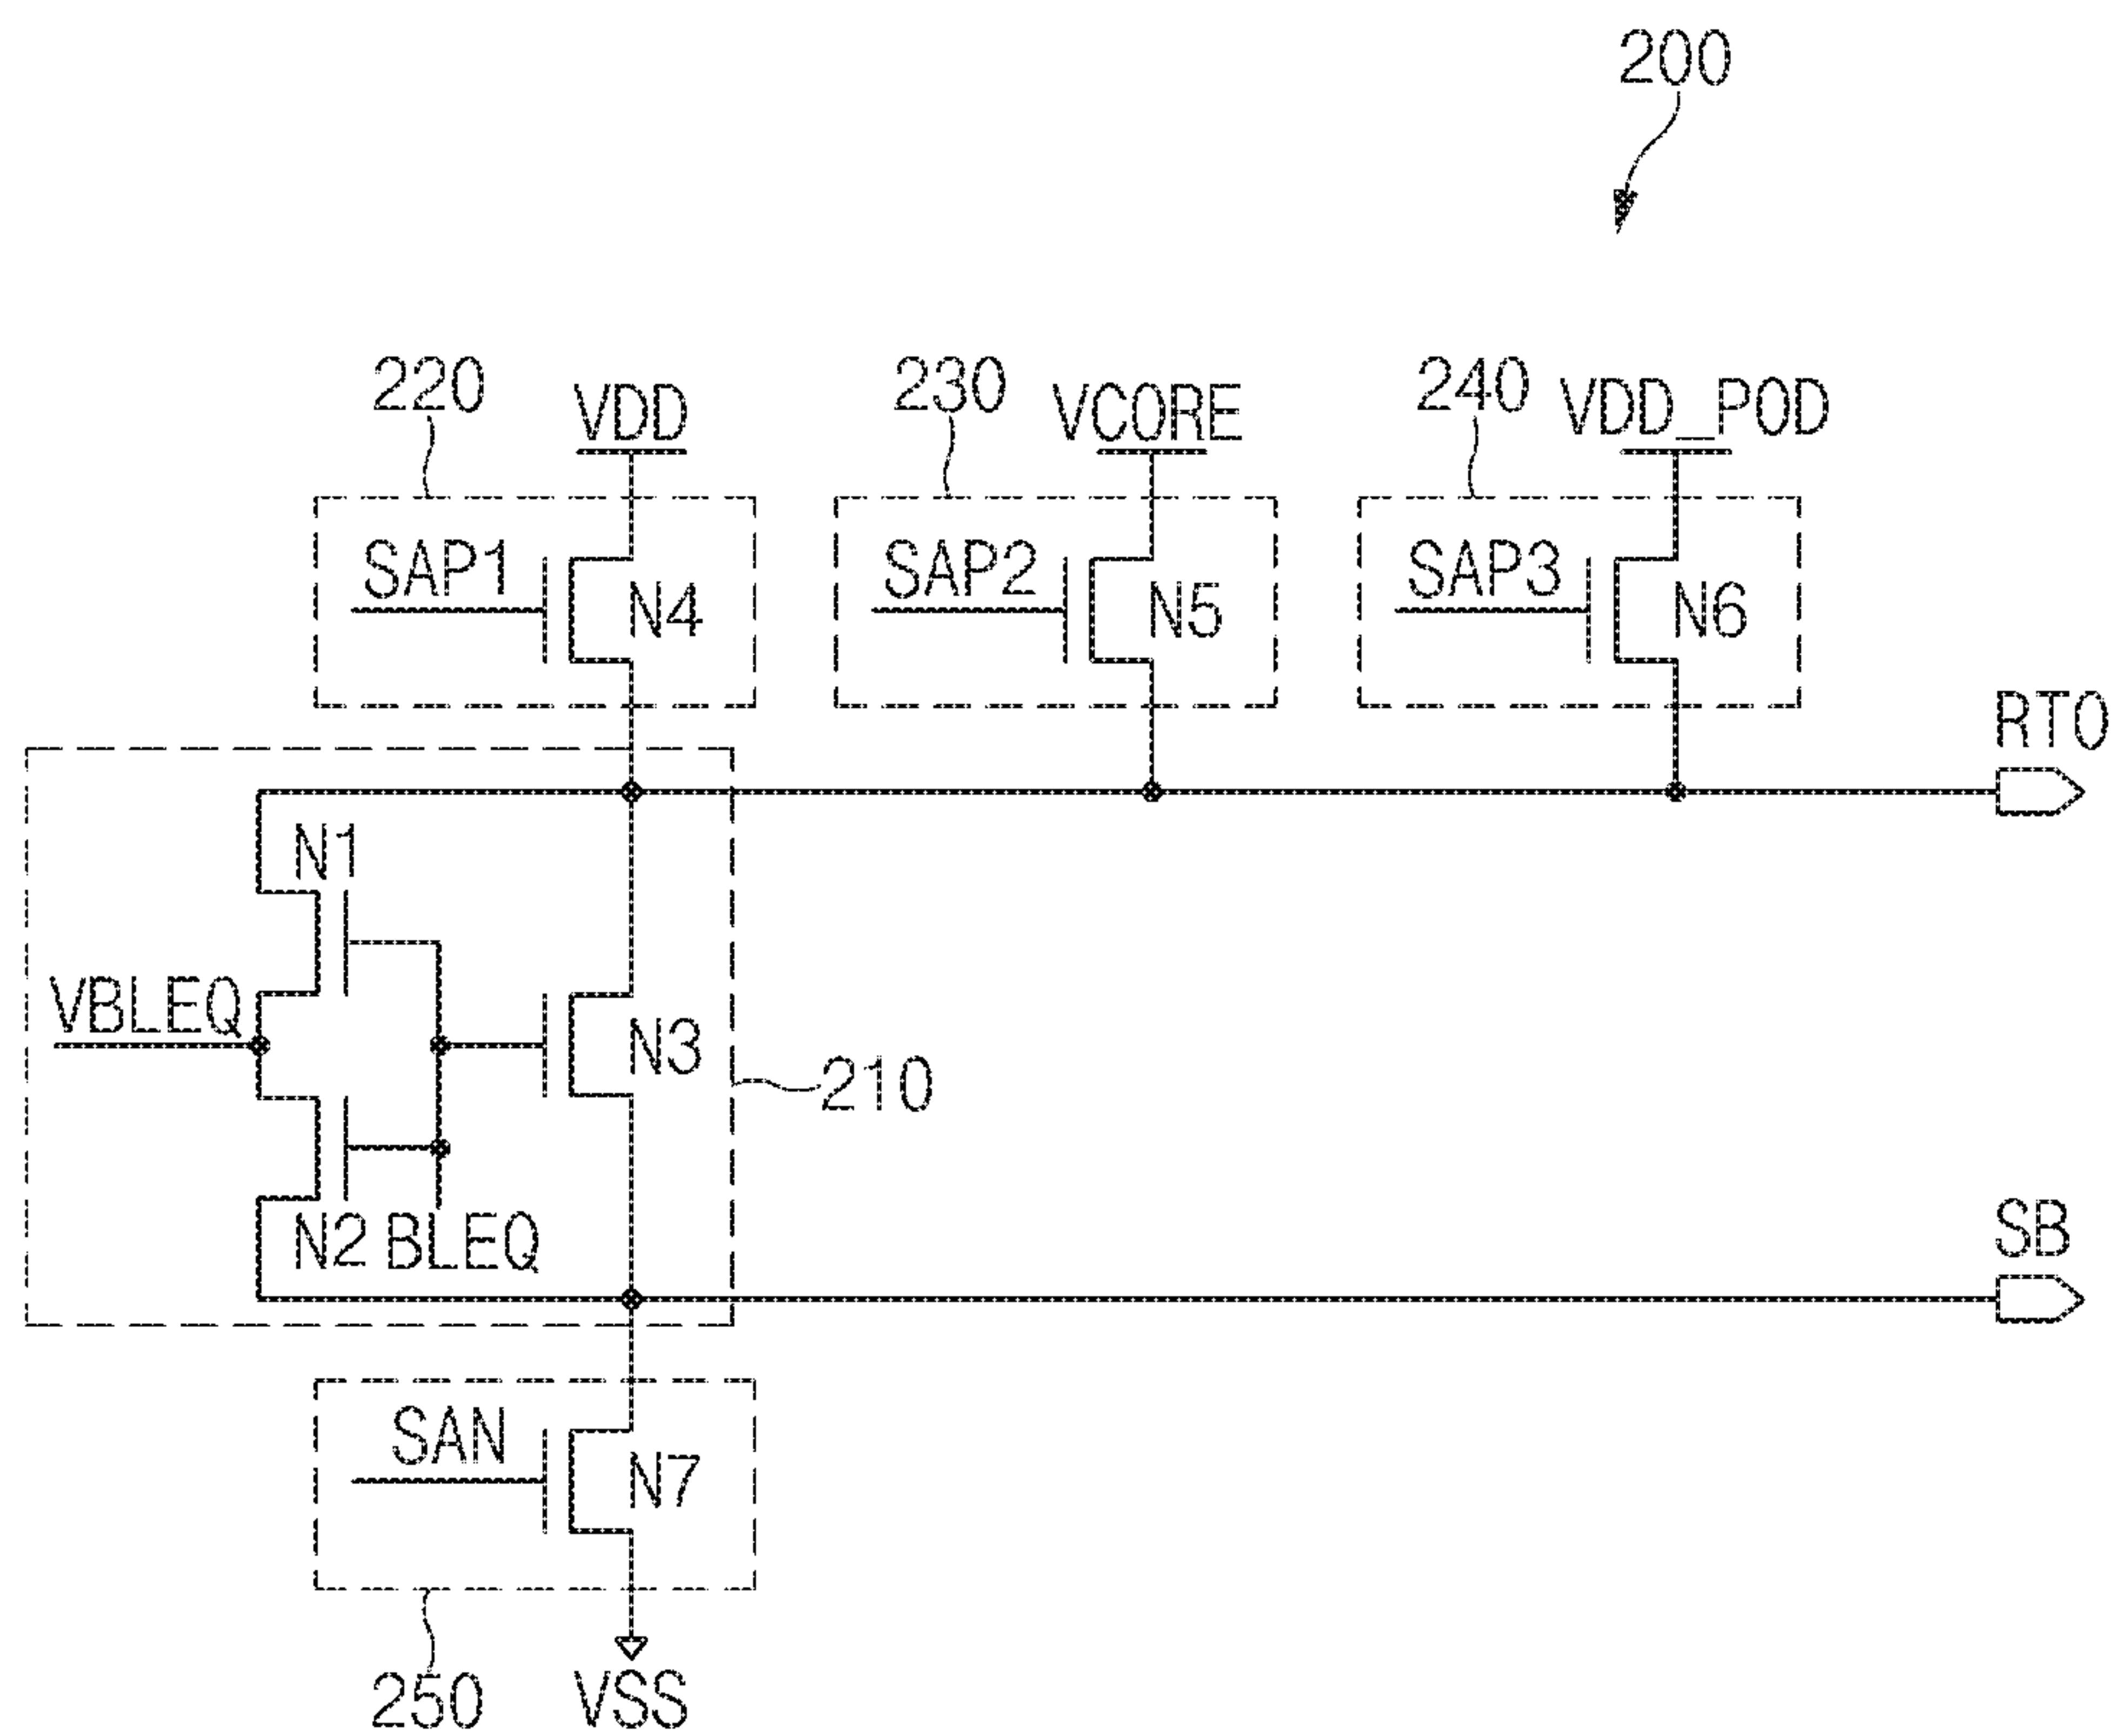 200
220
VDD
230
VCORE
240
VDD_POD
SAP1
N4
SAP2
N5
SAP3
N6
RTO
N1
VBLEQ
N3
210
N2
BLEQ
SB
SAN
N7
250
VSS